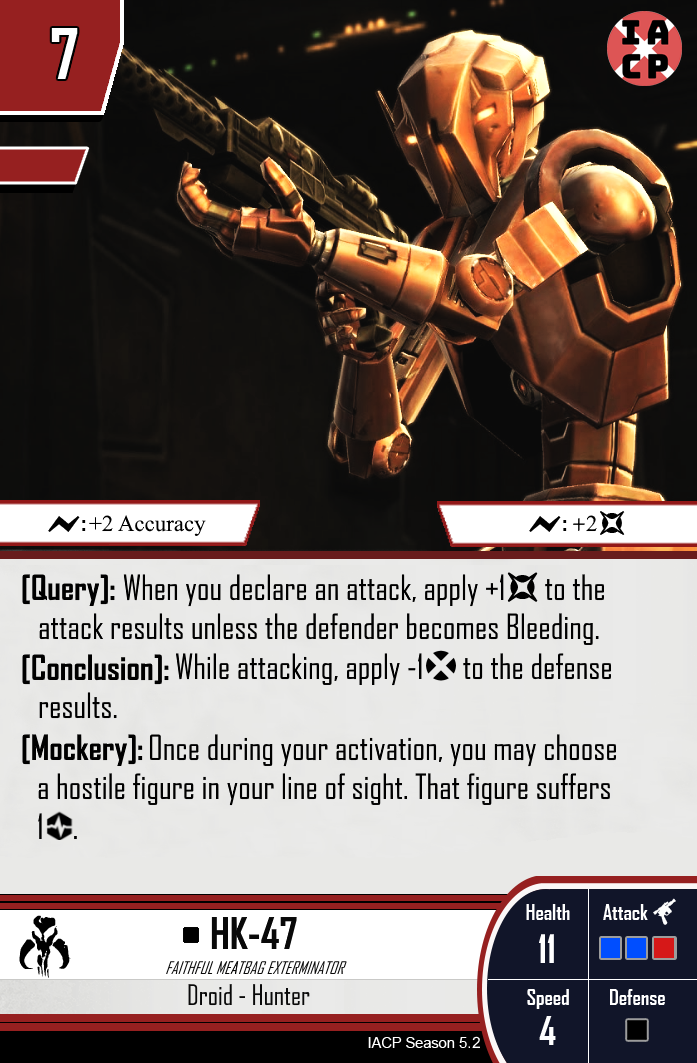 7
IA
CP
: +2 Accuracy
: +2
[Query]: When you declare an attack, apply +1 to the
attack results unless the defender becomes Bleeding.
[Conclusion]: While attacking, apply -1 to the defense
results.
[Mockery]: Once during your activation, you may choose
a hostile figure in your line of sight. That figure suffers
1.
HK-47
FAITHFUL MEATBAG EXTERMINATOR
Droid - Hunter
Health
11
Attack
Speed
4
Defense
IACP Season 5.2